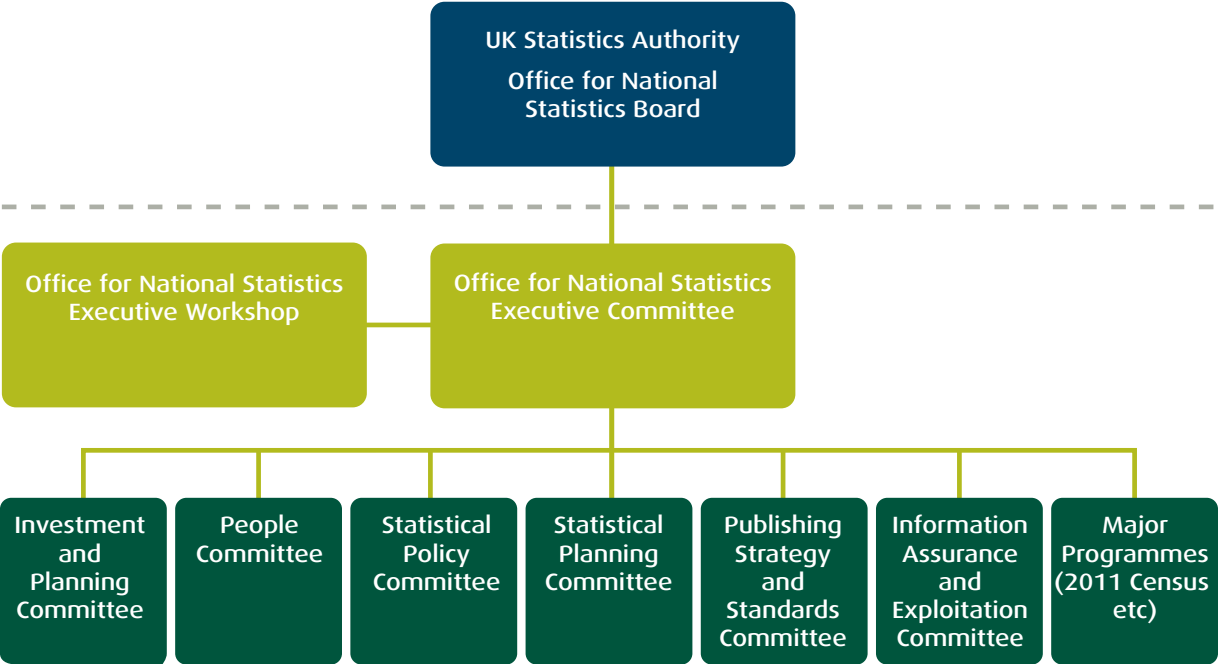 UK Statistics Authority
Office for National
Statistics Board
Office for National Statistics
Executive Workshop
Office for National Statistics
Executive Committee
Investment
and
Planning
Committee
People
Committee
Statistical
Policy
Committee
Statistical
Planning
Committee
Publishing
Strategy
and
Standards
Committee
Information
Assurance
and
Exploitation
Committee
Major
Programmes
(2011 Census
etc)